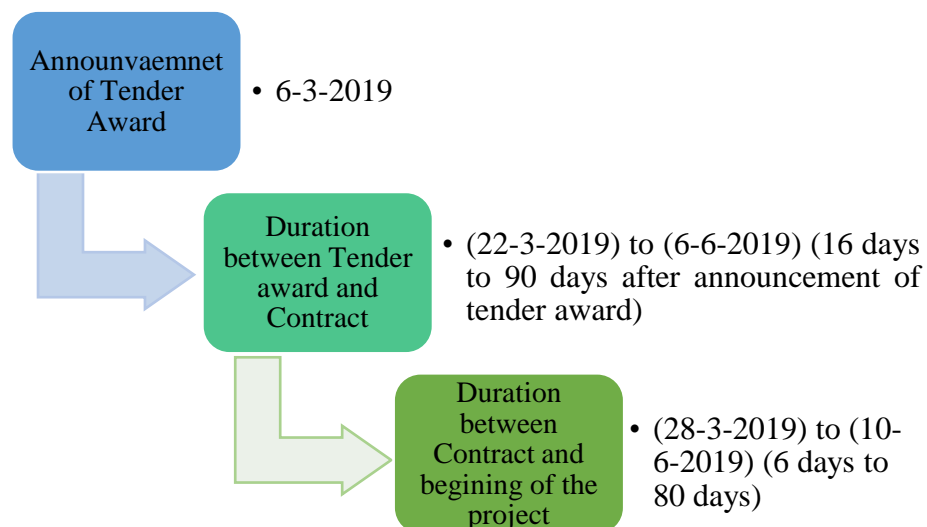 Announvaemnet
of Tender
Award
• 6-3-2019
Duration
between Tender
award and
Contract
• (22-3-2019) to (6-6-2019) (16 days
to 90 days after announcement of
tender award)
Duration
between
Contract and
begining of the
project
• (28-3-2019) to (10-
6-2019) (6 days to
80 days)